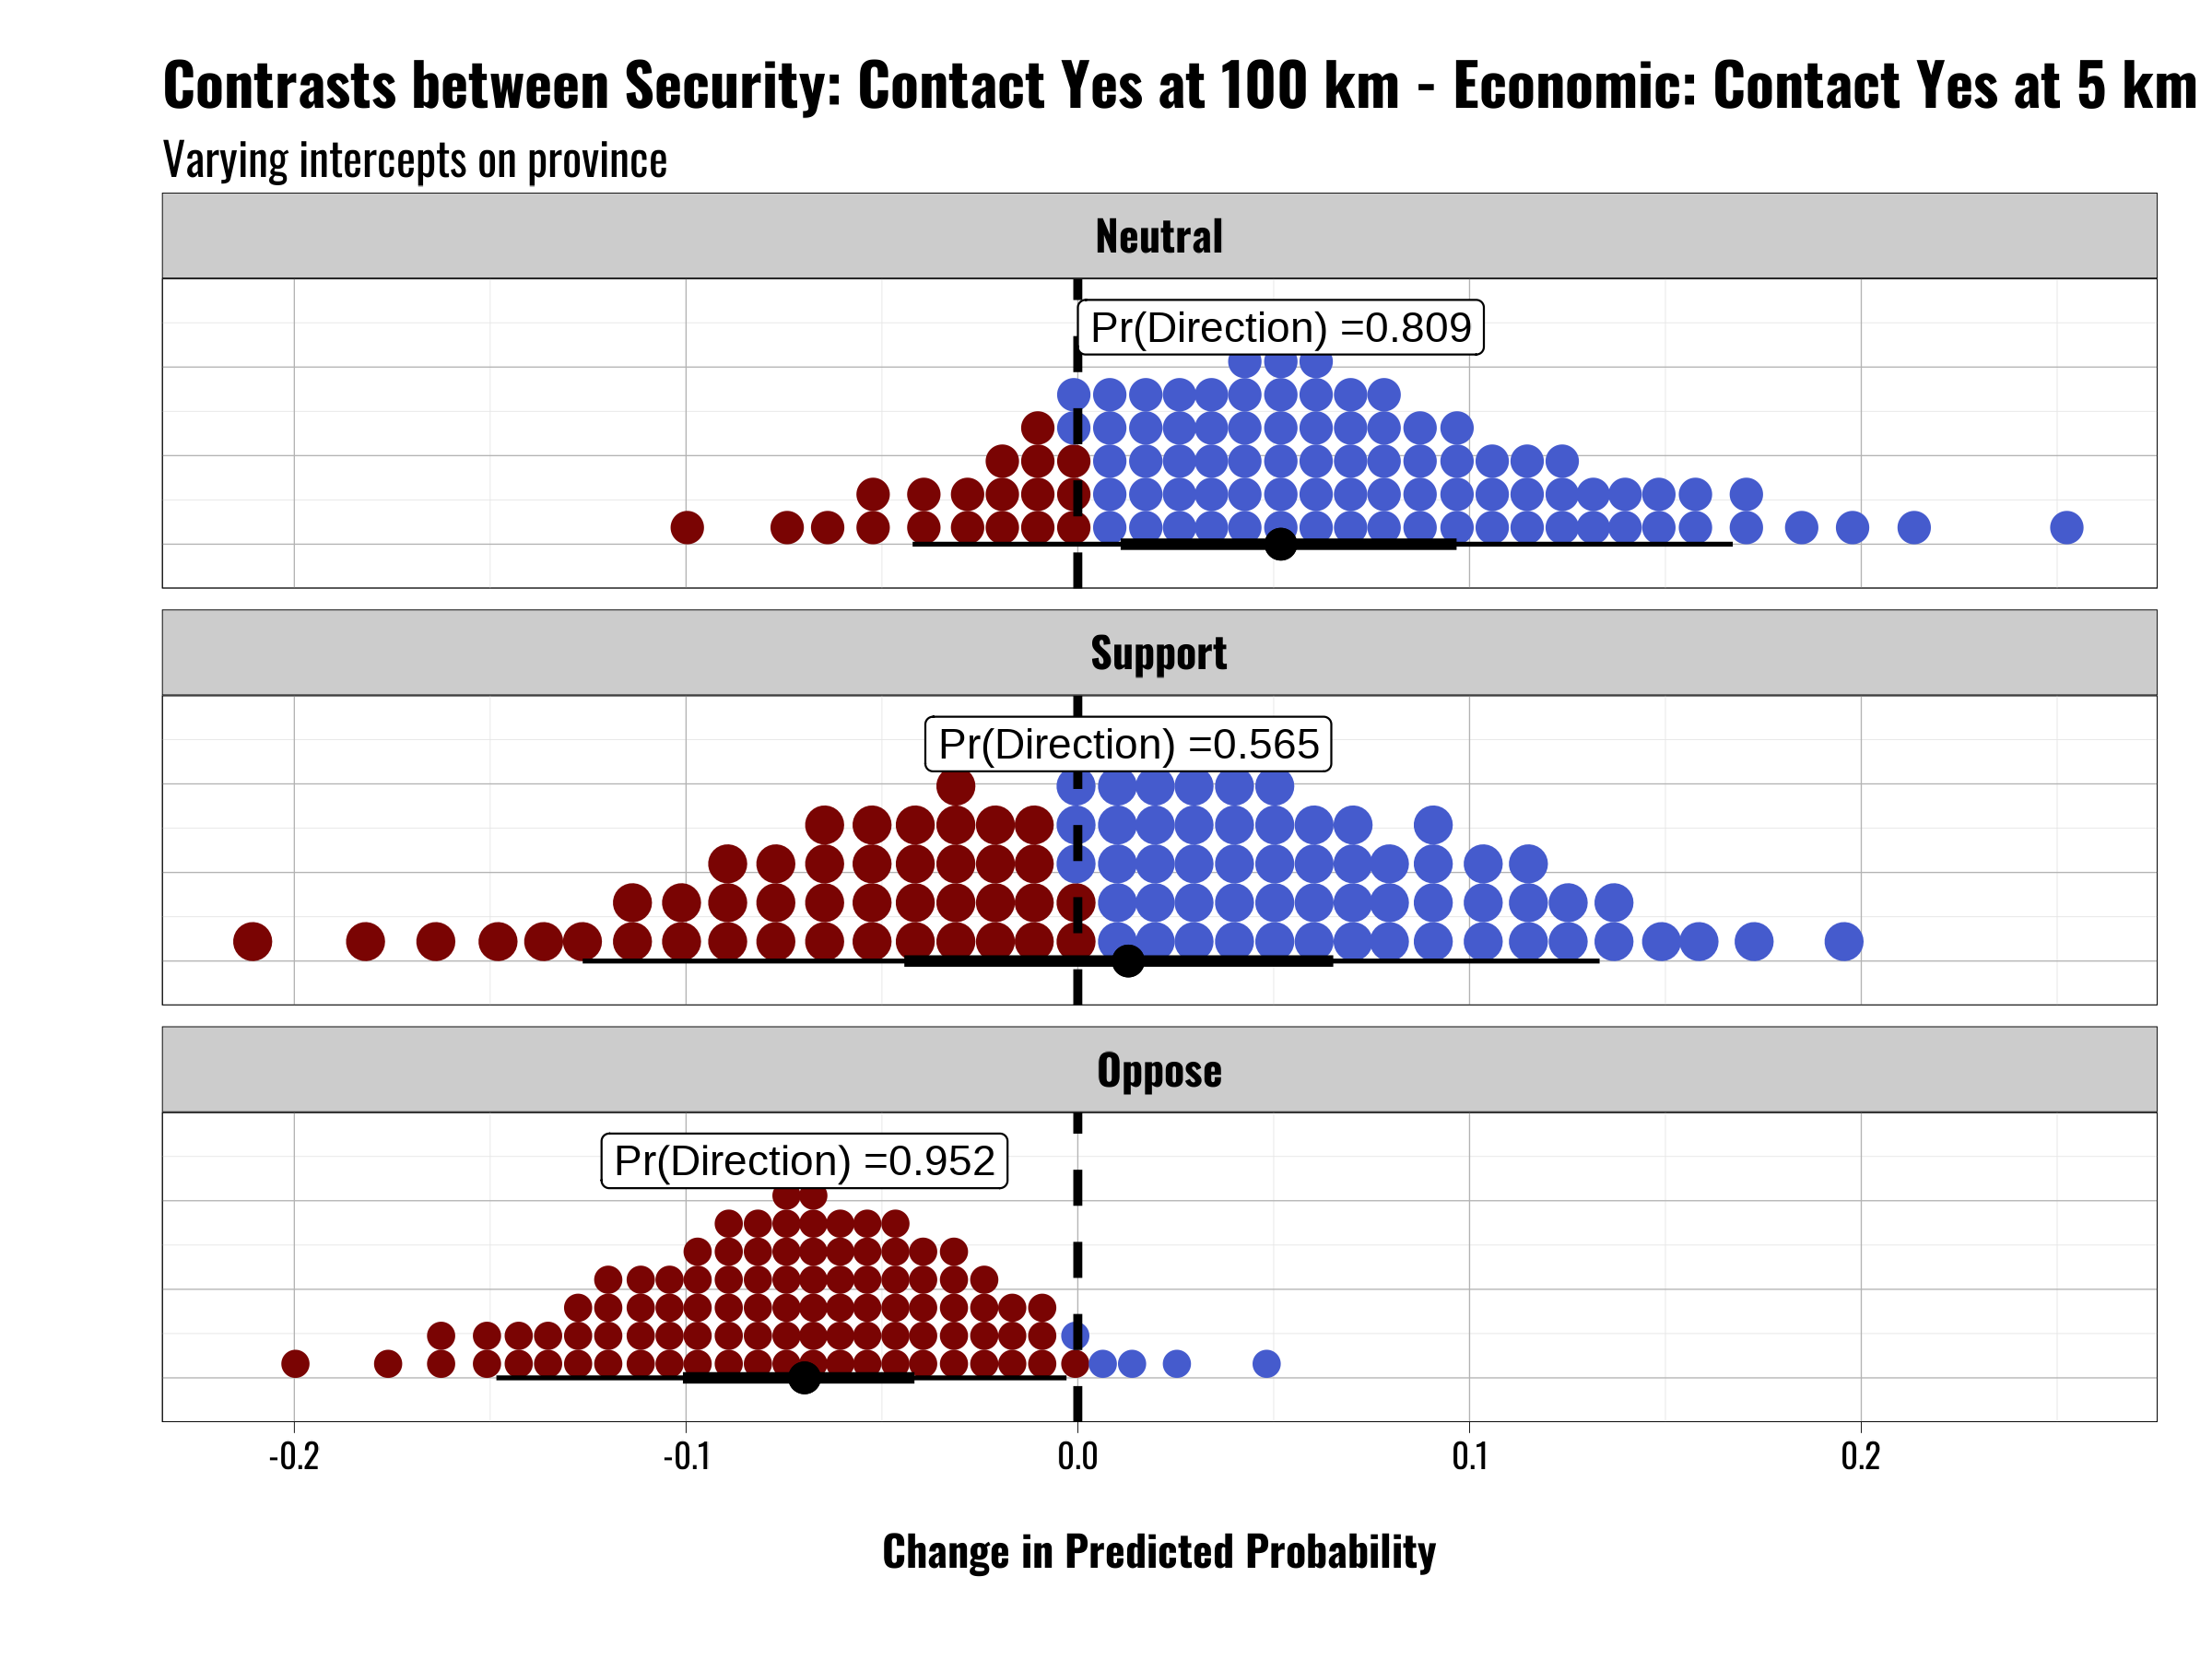 Contrasts between Security: Contact Yes at 100 km - Economic: Contact Yes at 5 km
Varying intercepts on province
Neutral
Pr(Direction) =0.809
Support
Pr(Direction) =0.565
Oppose
Pr(Direction) =0.952
-0.2 -0.1 0.0 0.1 0.2
Change in Predicted Probability